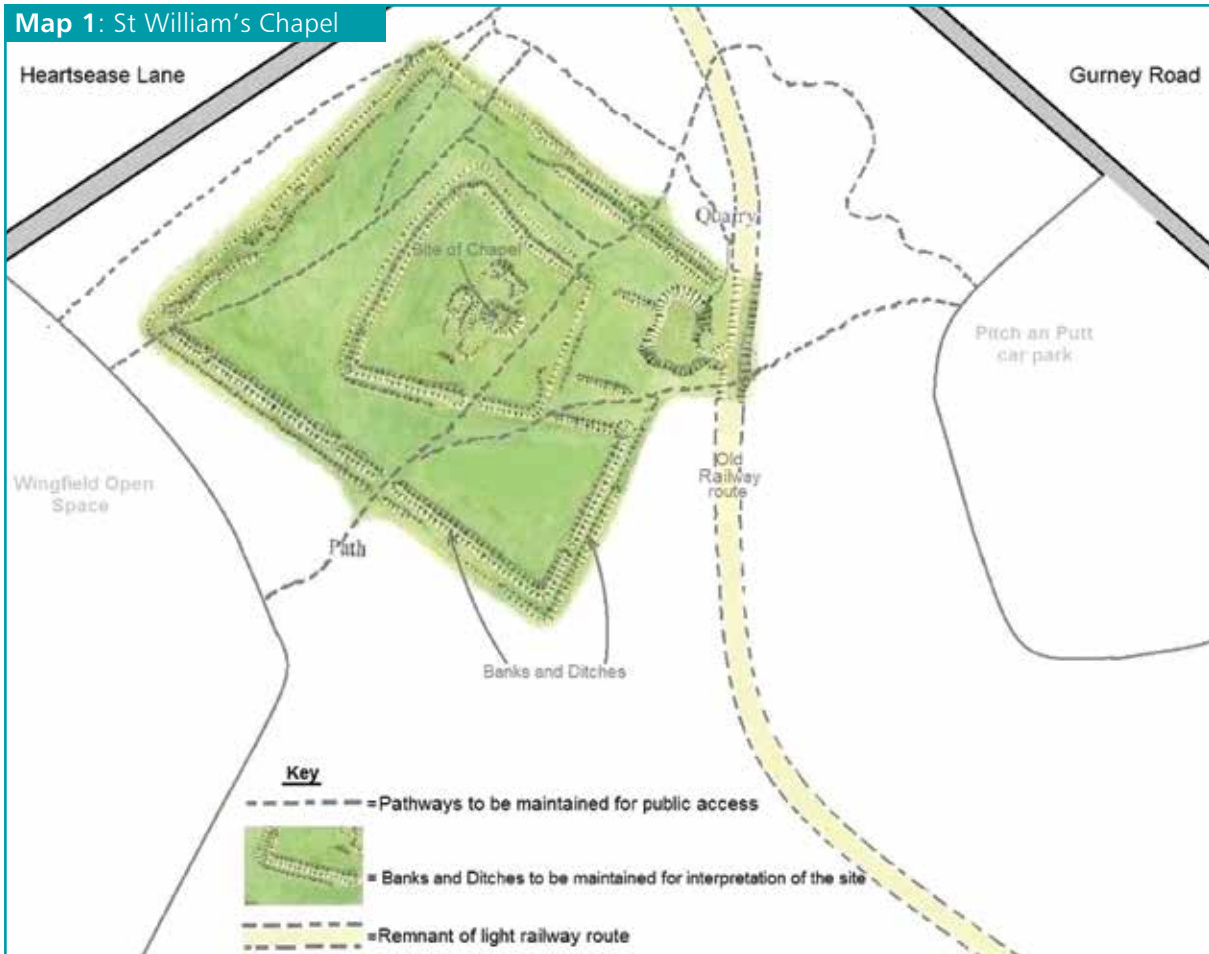 Map 1: St William's Chapel
Heartsease Lane
Gurney Road
Quarry
Site of Chapel
Pitch an Putt
car park
Wingfield Open
Space
Old
Railway
route
Path
Banks and Ditches
Key
=Pathways to be maintained for public access
= Banks and Ditches to be maintained for interpretation of the site
=Remnant of light railway route